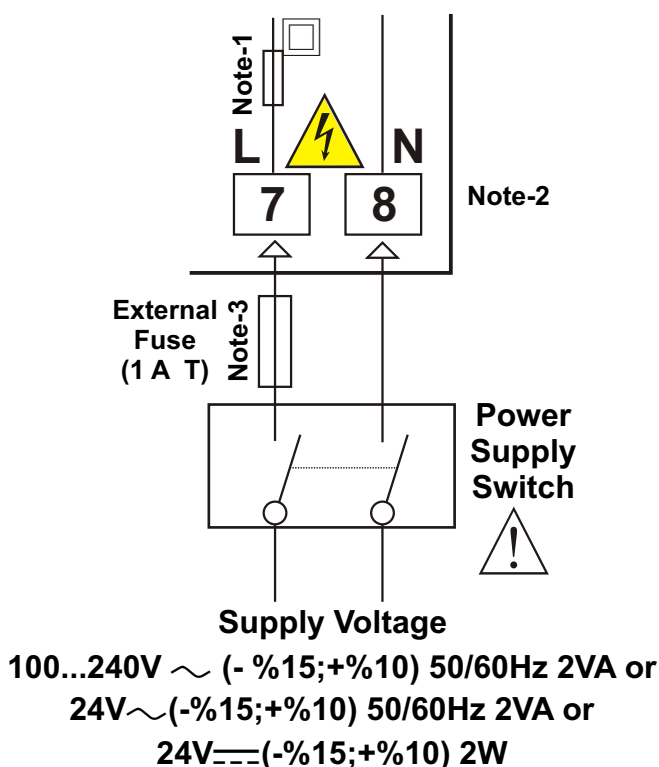 Note-1
L
N
7
8
Note-2
External
Fuse
(1 A T)
Note-3
Power
Supply
Switch
!
Supply Voltage
100...240V ~ (- %15;+%10) 50/60Hz 2VA or
24V~(-%15;+%10) 50/60Hz 2VA or
24V⎓(-%15;+%10) 2W